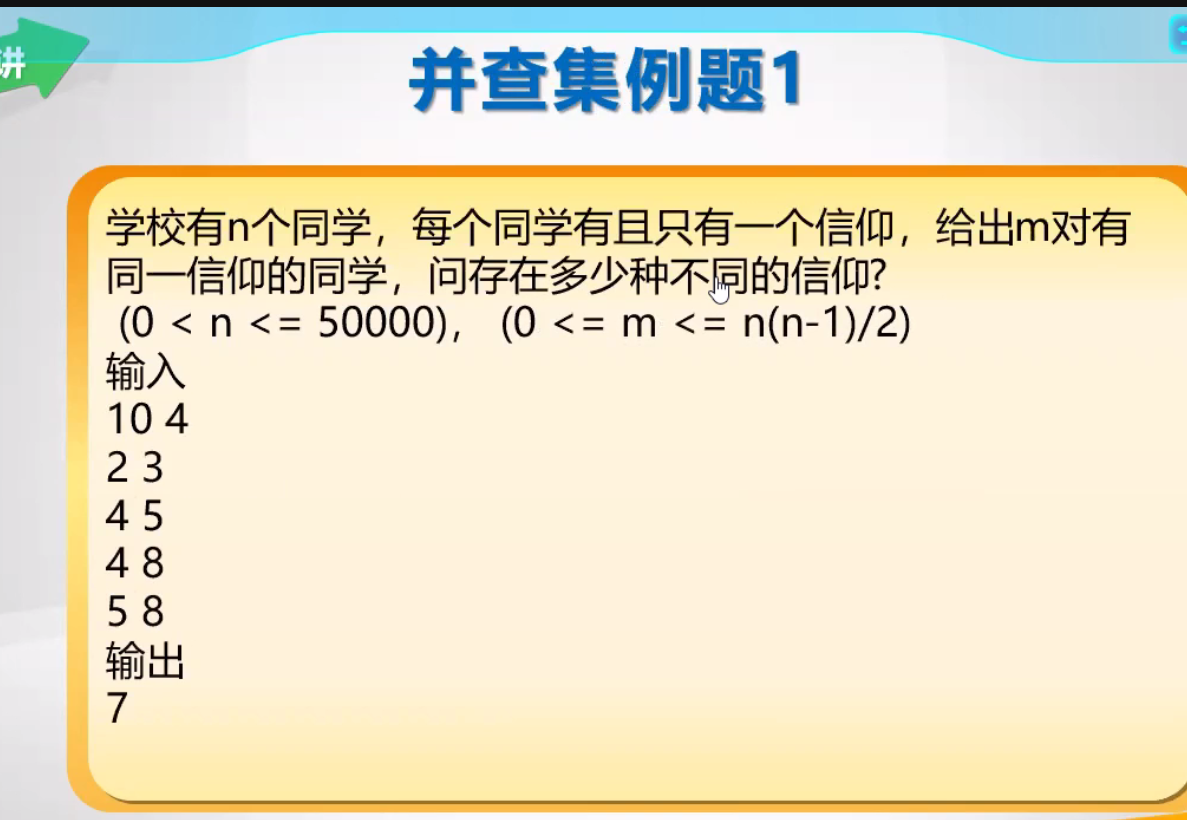 讲
并查集例题1
学校有n个同学，每个同学有且只有一个信仰，给出m对有
同一信仰的同学，问存在多少种不同的信仰?
(0 < n <= 50000)， (0 <= m <= n(n-1)/2)
输入
10 4
2 3
4 5
4 8
5 8
输出
7